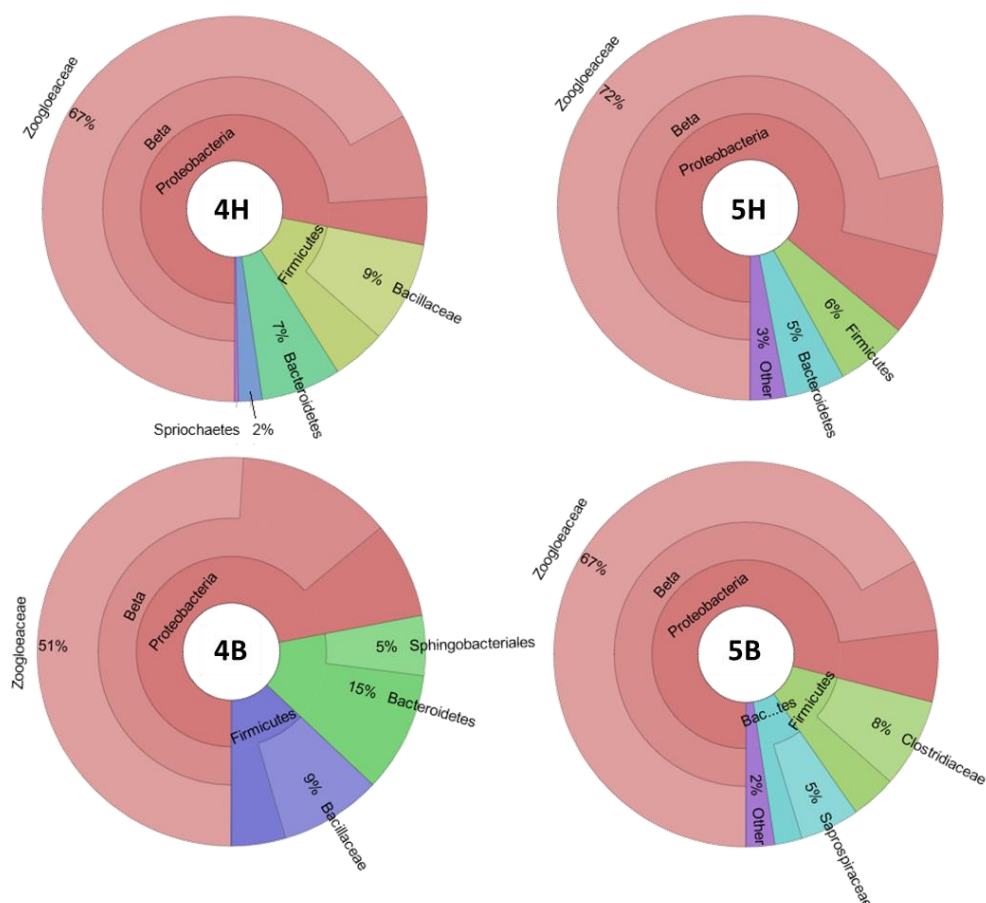 Zoogloeaceae
67%
Beta
Proteobacteria
4H
Firmicutes
9% Bacillaceae
7% Bacteroidetes
Spriochaetes 2%
Zoogloeaceae
72%
Beta
Proteobacteria
5H
6% Firmicutes
5% Bacteroidetes
3% Other
Zoogloeaceae
51%
Beta
Proteobacteria
4B
5% Sphingobacteriales
15% Bacteroidetes
Firmicutes
9% Bacillaceae
Zoogloeaceae
67%
Beta
Proteobacteria
5B
Firmicutes
8% Clostridiaceae
Bac...tes
5% Saprospiraceae
2% Other